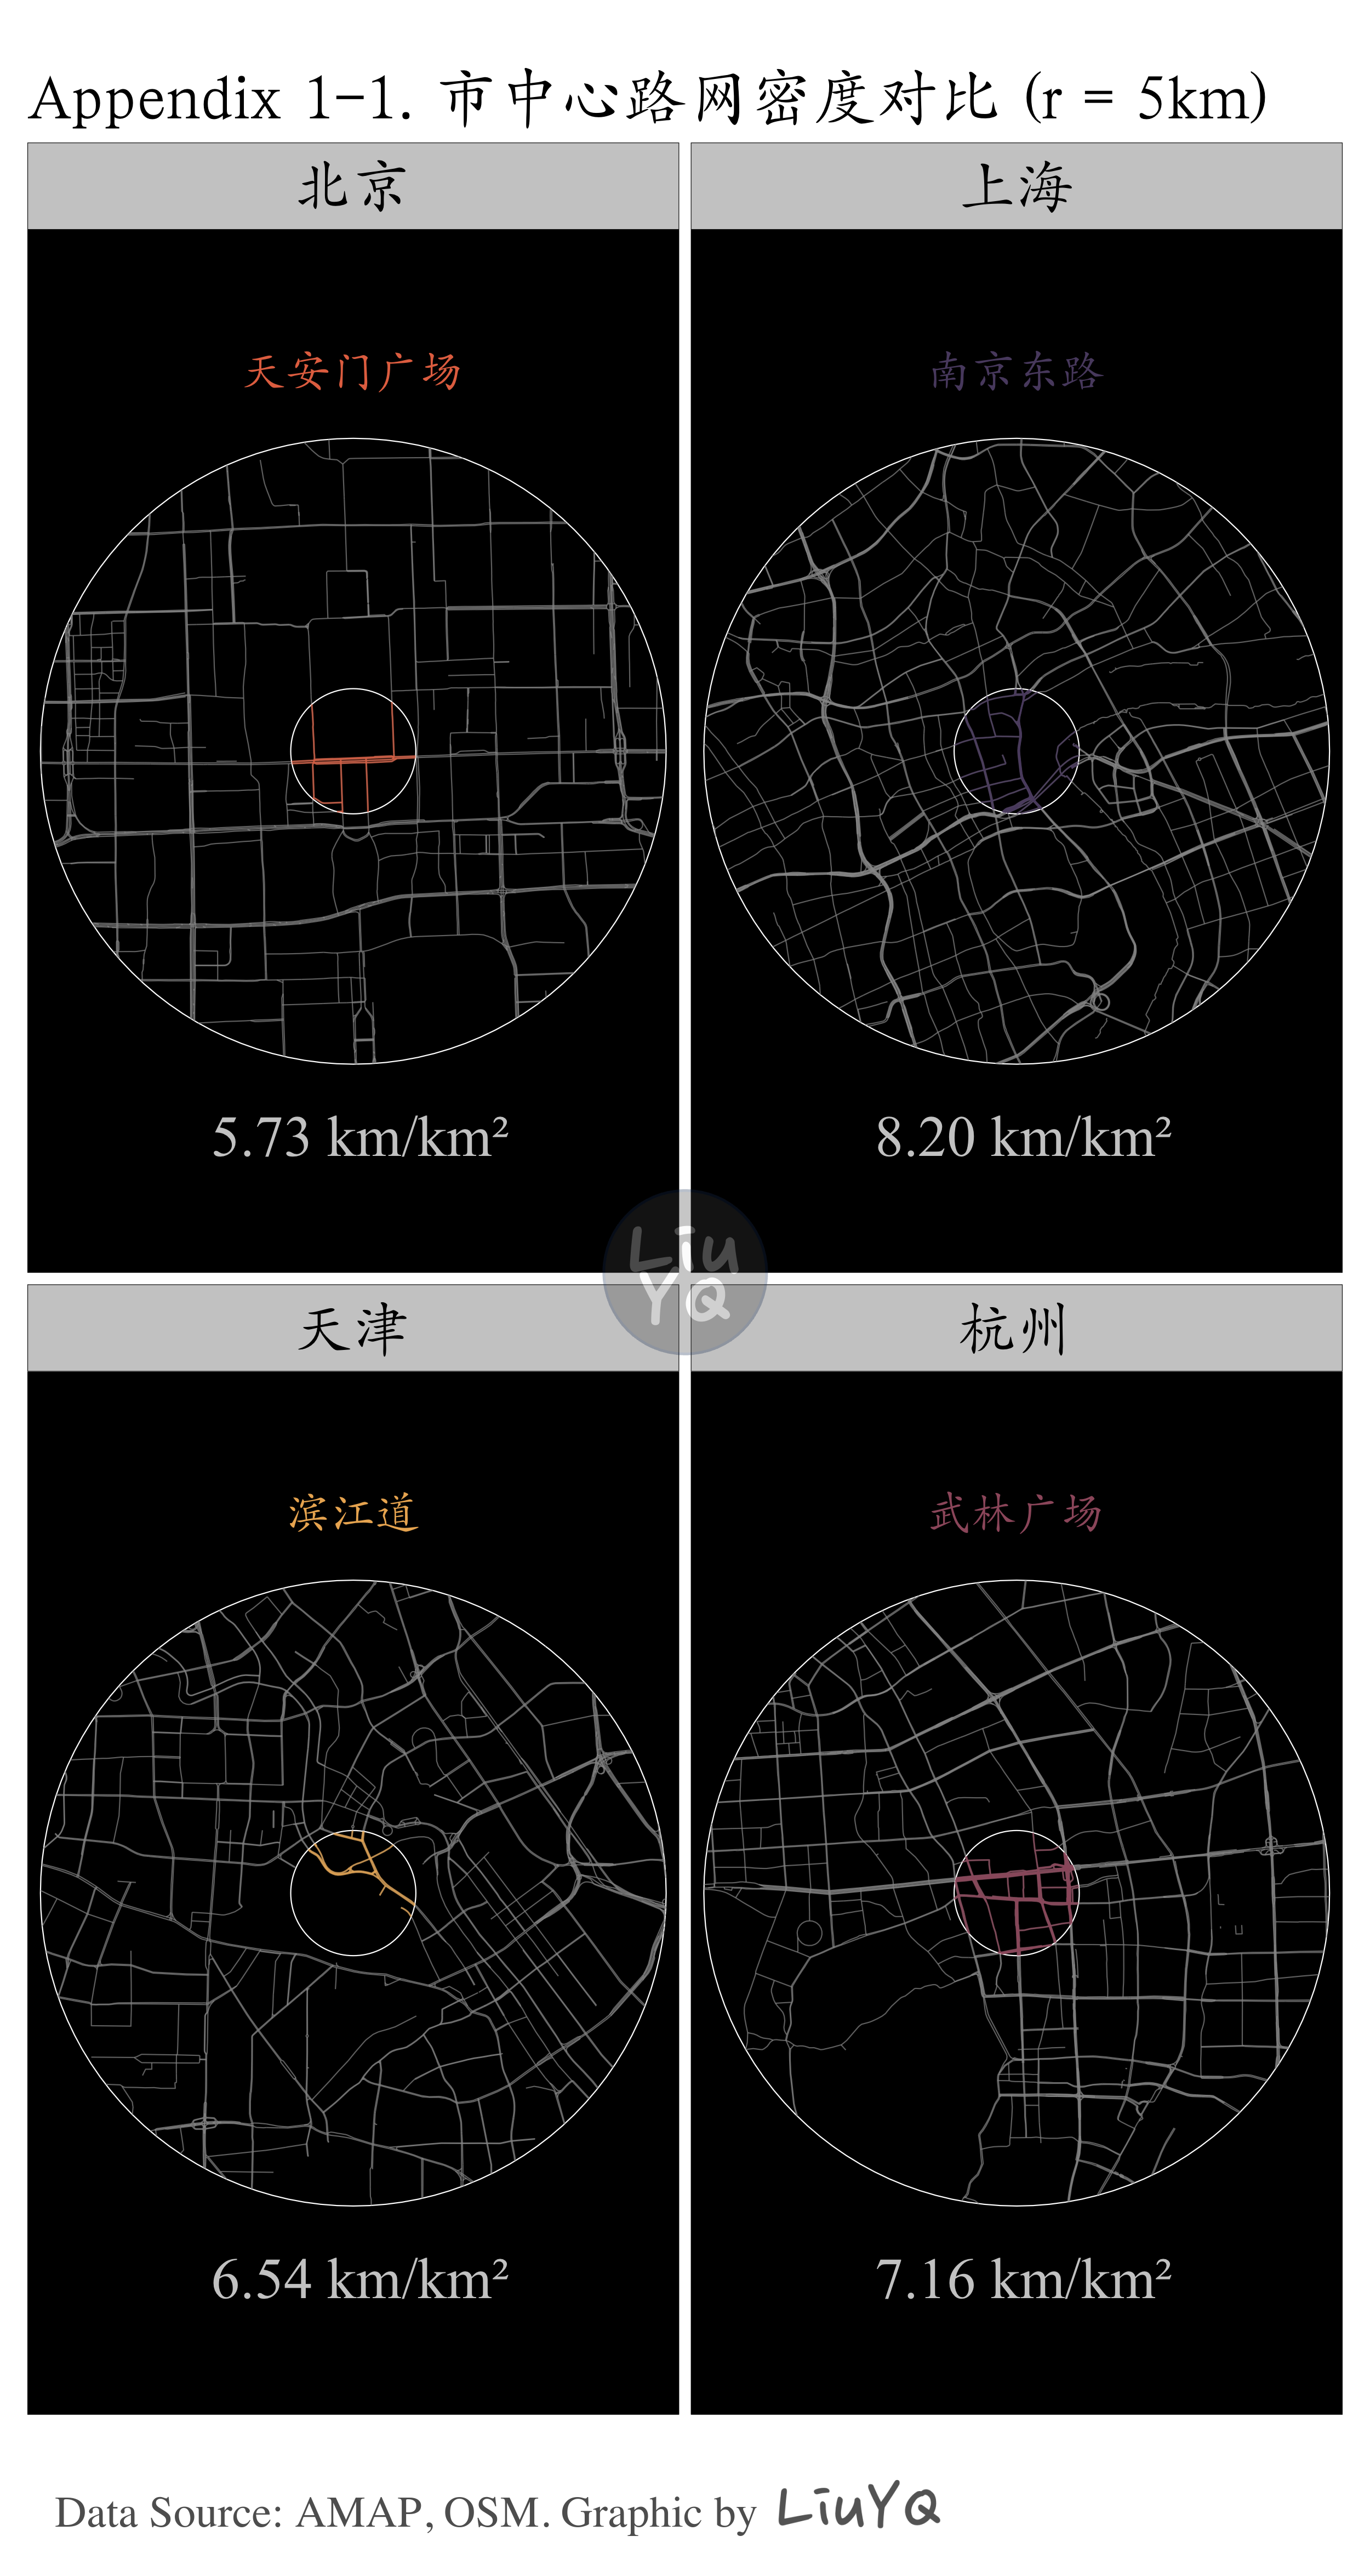 Appendix 1-1. 市中心路网密度对比 (r = 5km)
北京
上海
天安门广场
南京东路
5.73 km/km²
8.20 km/km²
Liu
YQ
天津
杭州
滨江道
武林广场
6.54 km/km²
7.16 km/km²
Data Source: AMAP, OSM. Graphic by LiuYQ